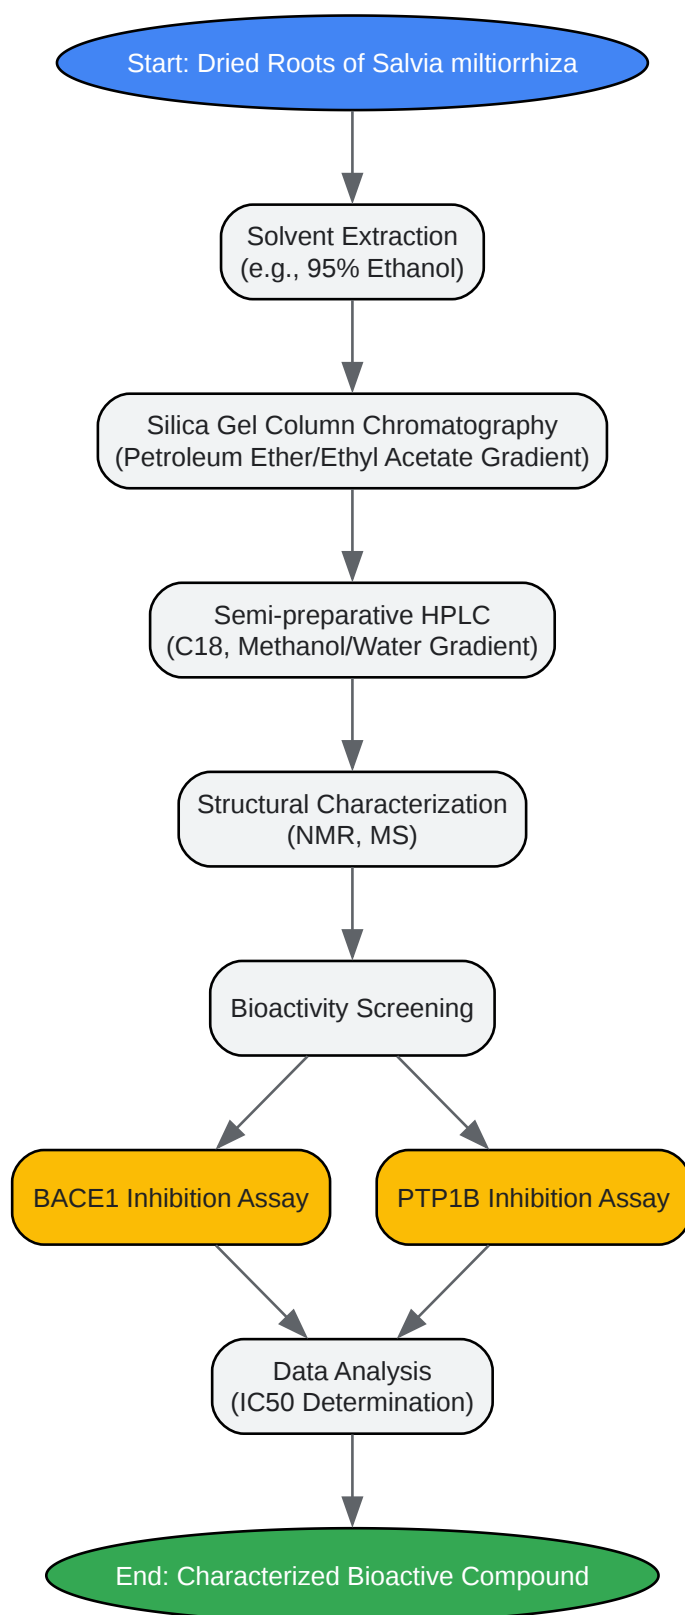 Start: Dried Roots of Salvia miltiorrhiza
Solvent Extraction
(e.g., 95% Ethanol)
Silica Gel Column Chromatography
(Petroleum Ether/Ethyl Acetate Gradient)
Semi-preparative HPLC
(C18, Methanol/Water Gradient)
Structural Characterization
(NMR, MS)
Bioactivity Screening
BACE1 Inhibition Assay
PTP1B Inhibition Assay
Data Analysis
(IC50 Determination)
End: Characterized Bioactive Compound